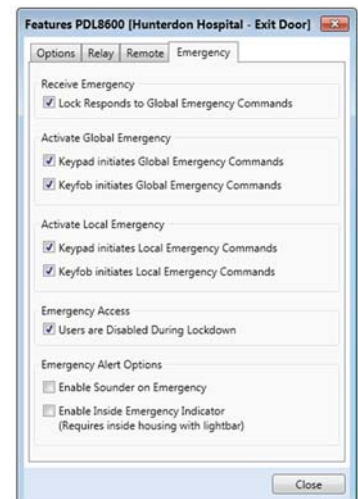 Features PDL8600 [Hunterdon Hospital - Exit Door]
Options Relay Remote Emergency
Receive Emergency
Lock Responds to Global Emergency Commands
Activate Global Emergency
Keypad initiates Global Emergency Commands
Keyfob initiates Global Emergency Commands
Activate Local Emergency
Keypad initiates Local Emergency Commands
Keyfob initiates Local Emergency Commands
Emergency Access
Users are Disabled During Lockdown
Emergency Alert Options
Enable Sounder on Emergency
Enable Inside Emergency Indicator
(Requires inside housing with lightbar)
Close